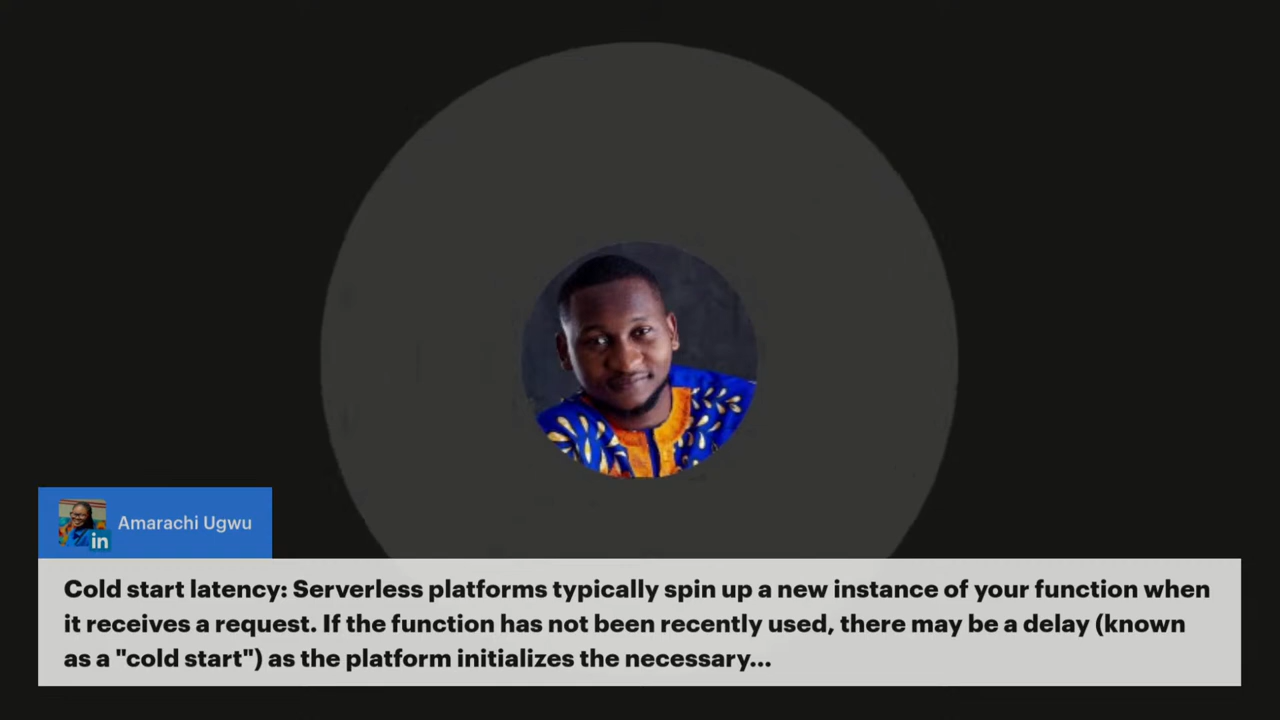 in Amarachi Ugwu
Cold start latency: Serverless platforms typically spin up a new instance of your function when
it receives a request. If the function has not been recently used, there may be a delay (known
as a "cold start") as the platform initializes the necessary...